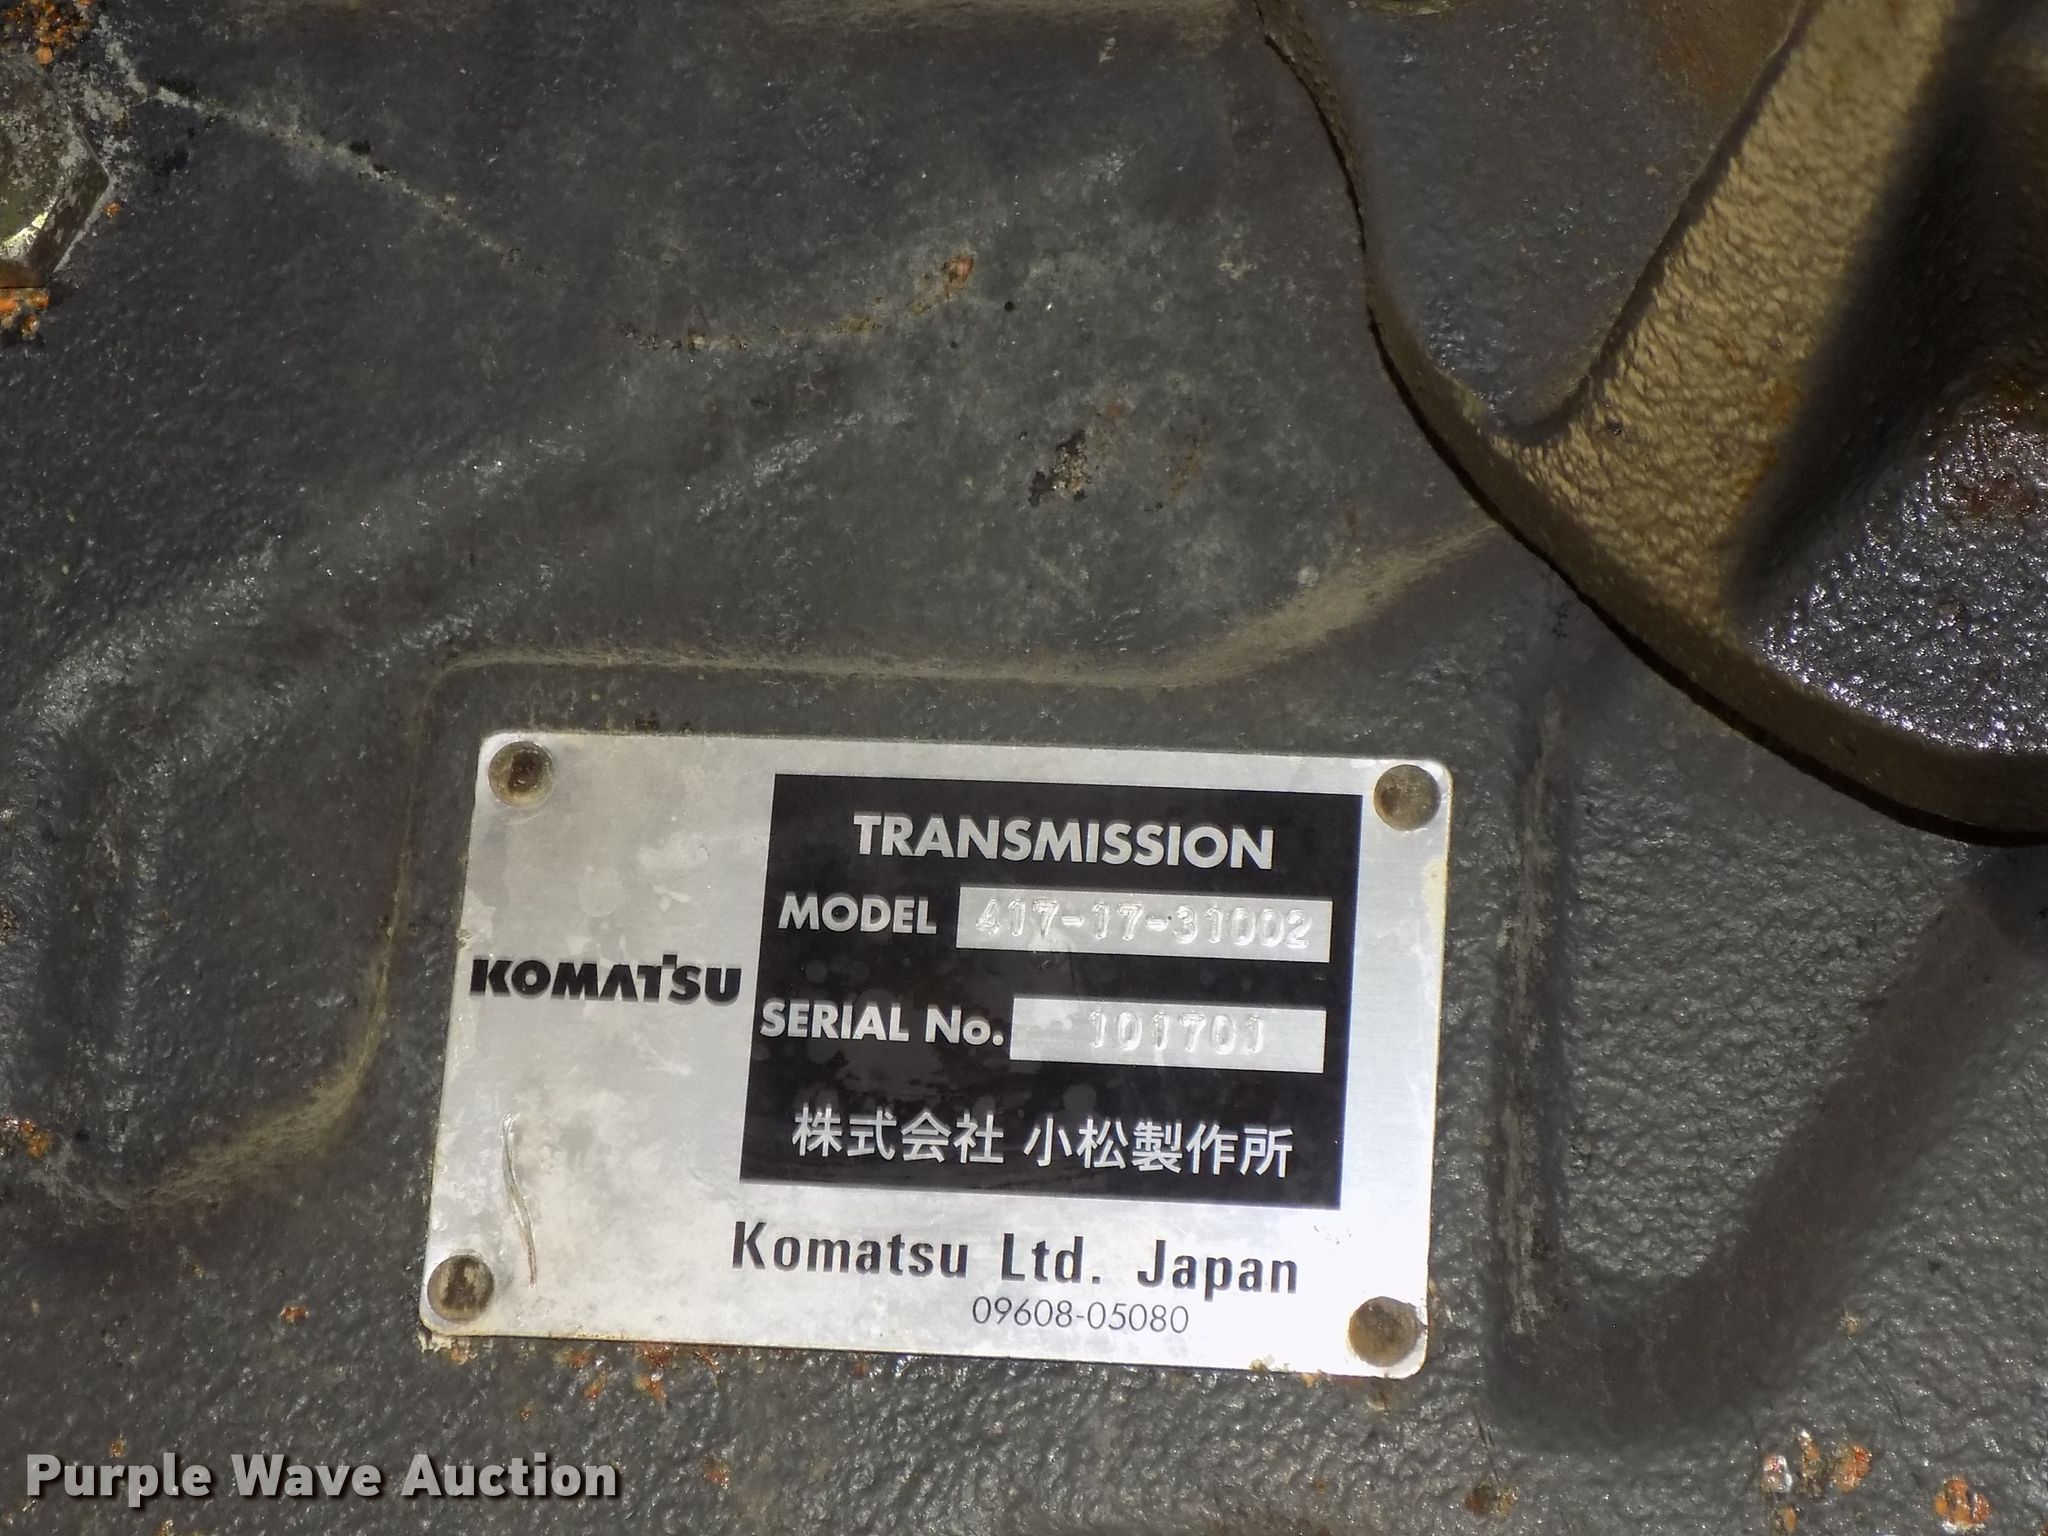 TRANSMISSION
MODEL 417-17-31002
KOMATSU
SERIAL No. 101701
株式会社 小松製作所
Komatsu Ltd. Japan
09608-05080
Purple Wave Auction